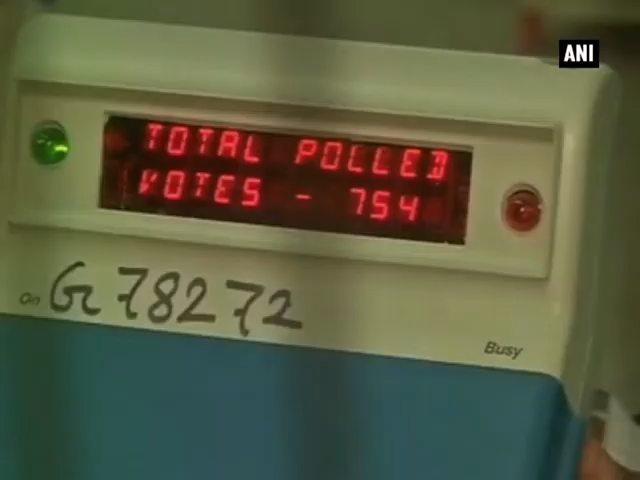 ANI
TOTAL POLLED
VOTES - 754
On G 78272
Busy